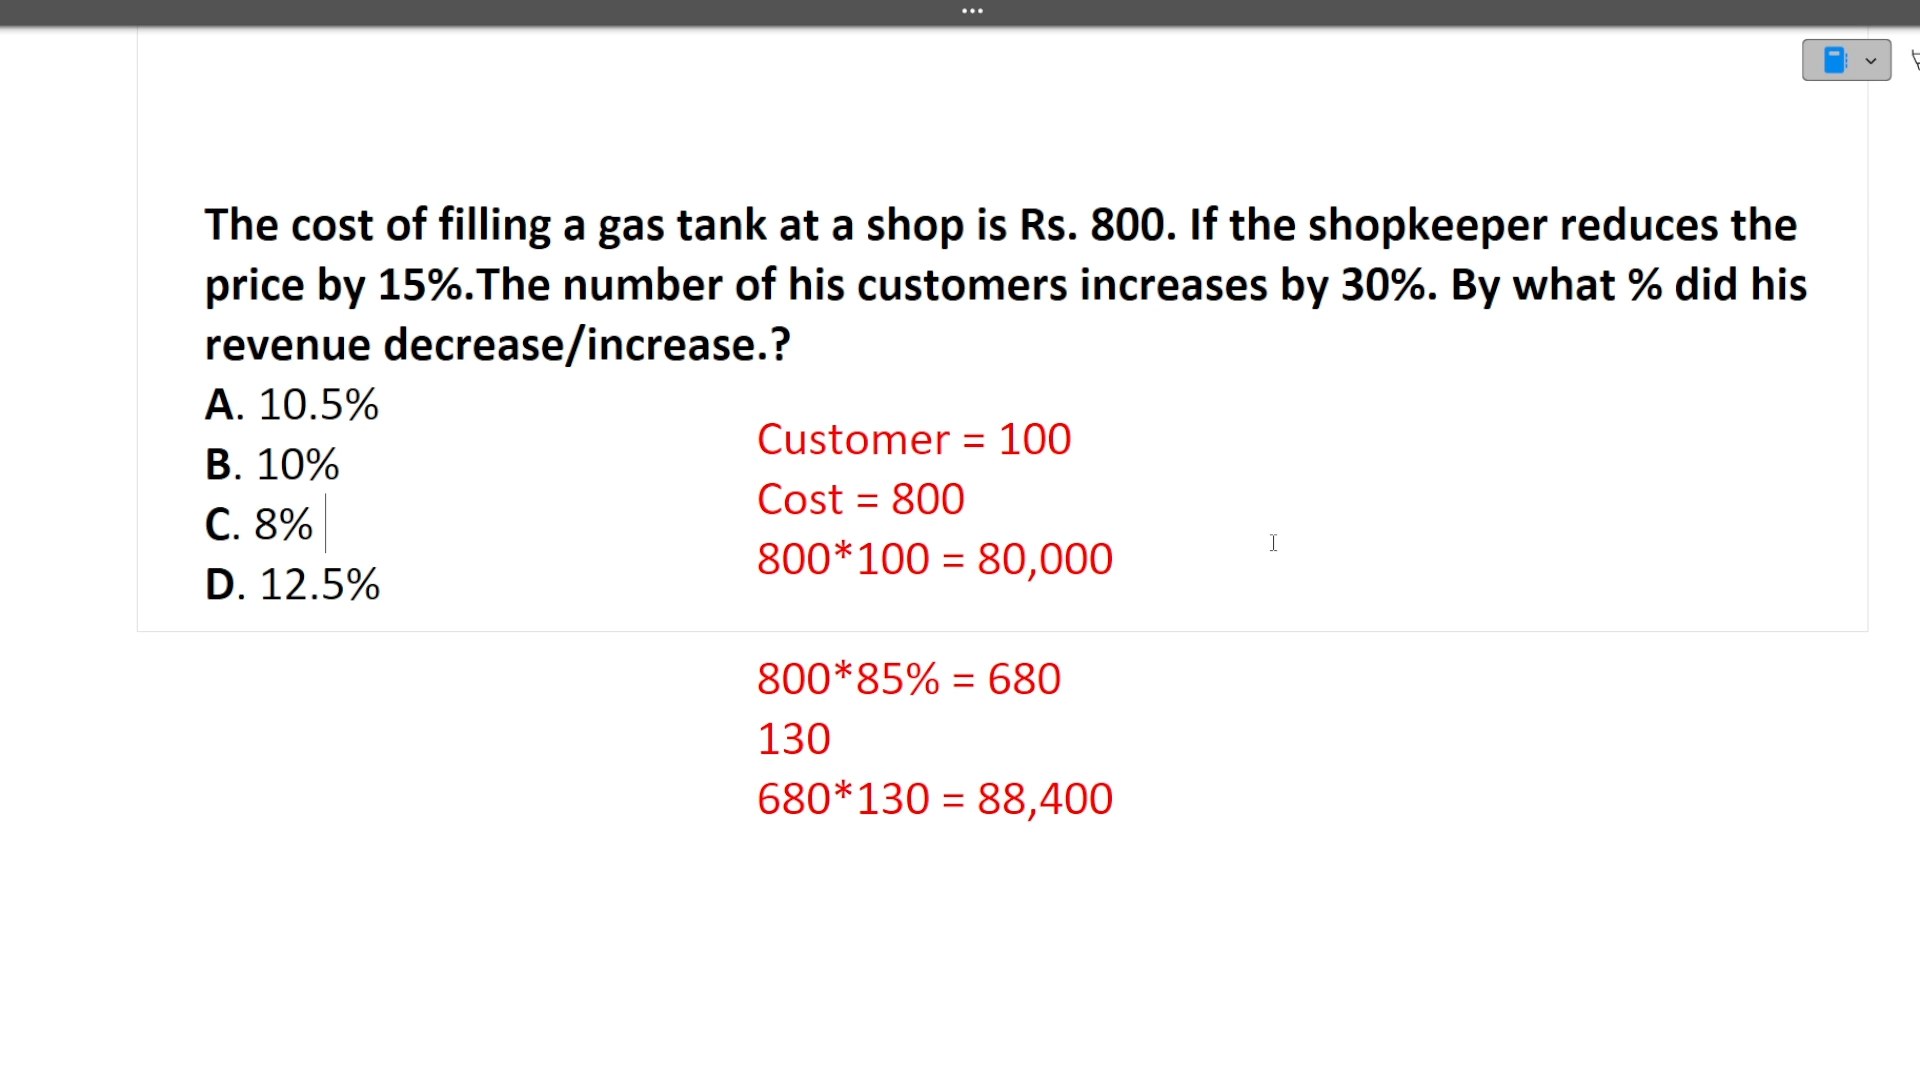 The cost of filling a gas tank at a shop is Rs. 800. If the shopkeeper reduces the
price by 15%.The number of his customers increases by 30%. By what % did his
revenue decrease/increase.?
A. 10.5%
B. 10%
C. 8%
D. 12.5%
Customer = 100
Cost = 800
800*100 = 80,000
800*85% = 680
130
680*130 = 88,400